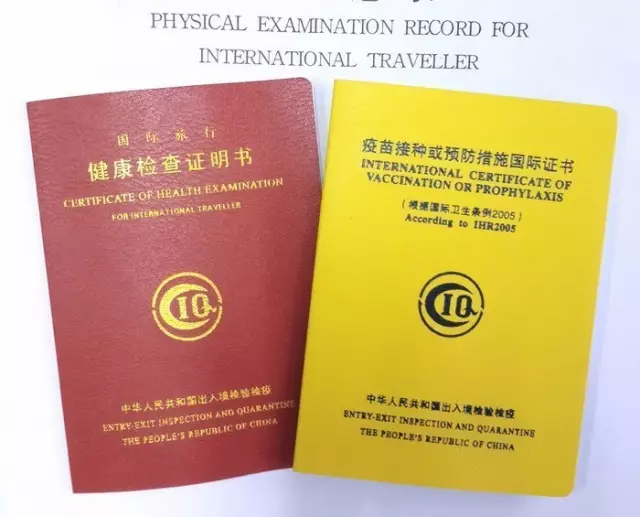 PHYSICAL EXAMINATION RECORD FOR
INTERNATIONAL TRAVELLER
国际旅行
健康检查证明书
CERTIFICATE OF HEALTH EXAMINATION
FOR INTERNATIONAL TRAVELLER
CIQ
中华人民共和国出入境检验检疫
ENTRY-EXIT INSPECTION AND QUARANTINE
THE PEOPLE'S REPUBLIC OF CHINA
疫苗接种或预防措施国际证书
INTERNATIONAL CERTIFICATE OF
VACCINATION OR PROPHYLAXIS
(根据国际卫生条例2005)
According to IHR2005
CIQ
中华人民共和国出入境检验检疫
ENTRY-EXIT INSPECTION AND QUARANTINE
THE PEOPLE'S REPUBLIC OF CHINA